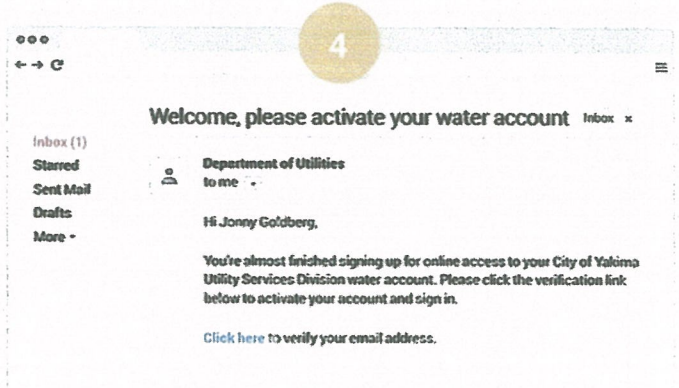 4
Welcome, please activate your water account Inbox x
Inbox (1)
Starred
Sent Mail
Drafts
More
Department of Utilities
to me
Hi Jonny Goldberg,
You're almost finished signing up for online access to your City of Yakima
Utility Services Division water account. Please click the verification link
below to activate your account and sign in.
Click here to verify your email address.